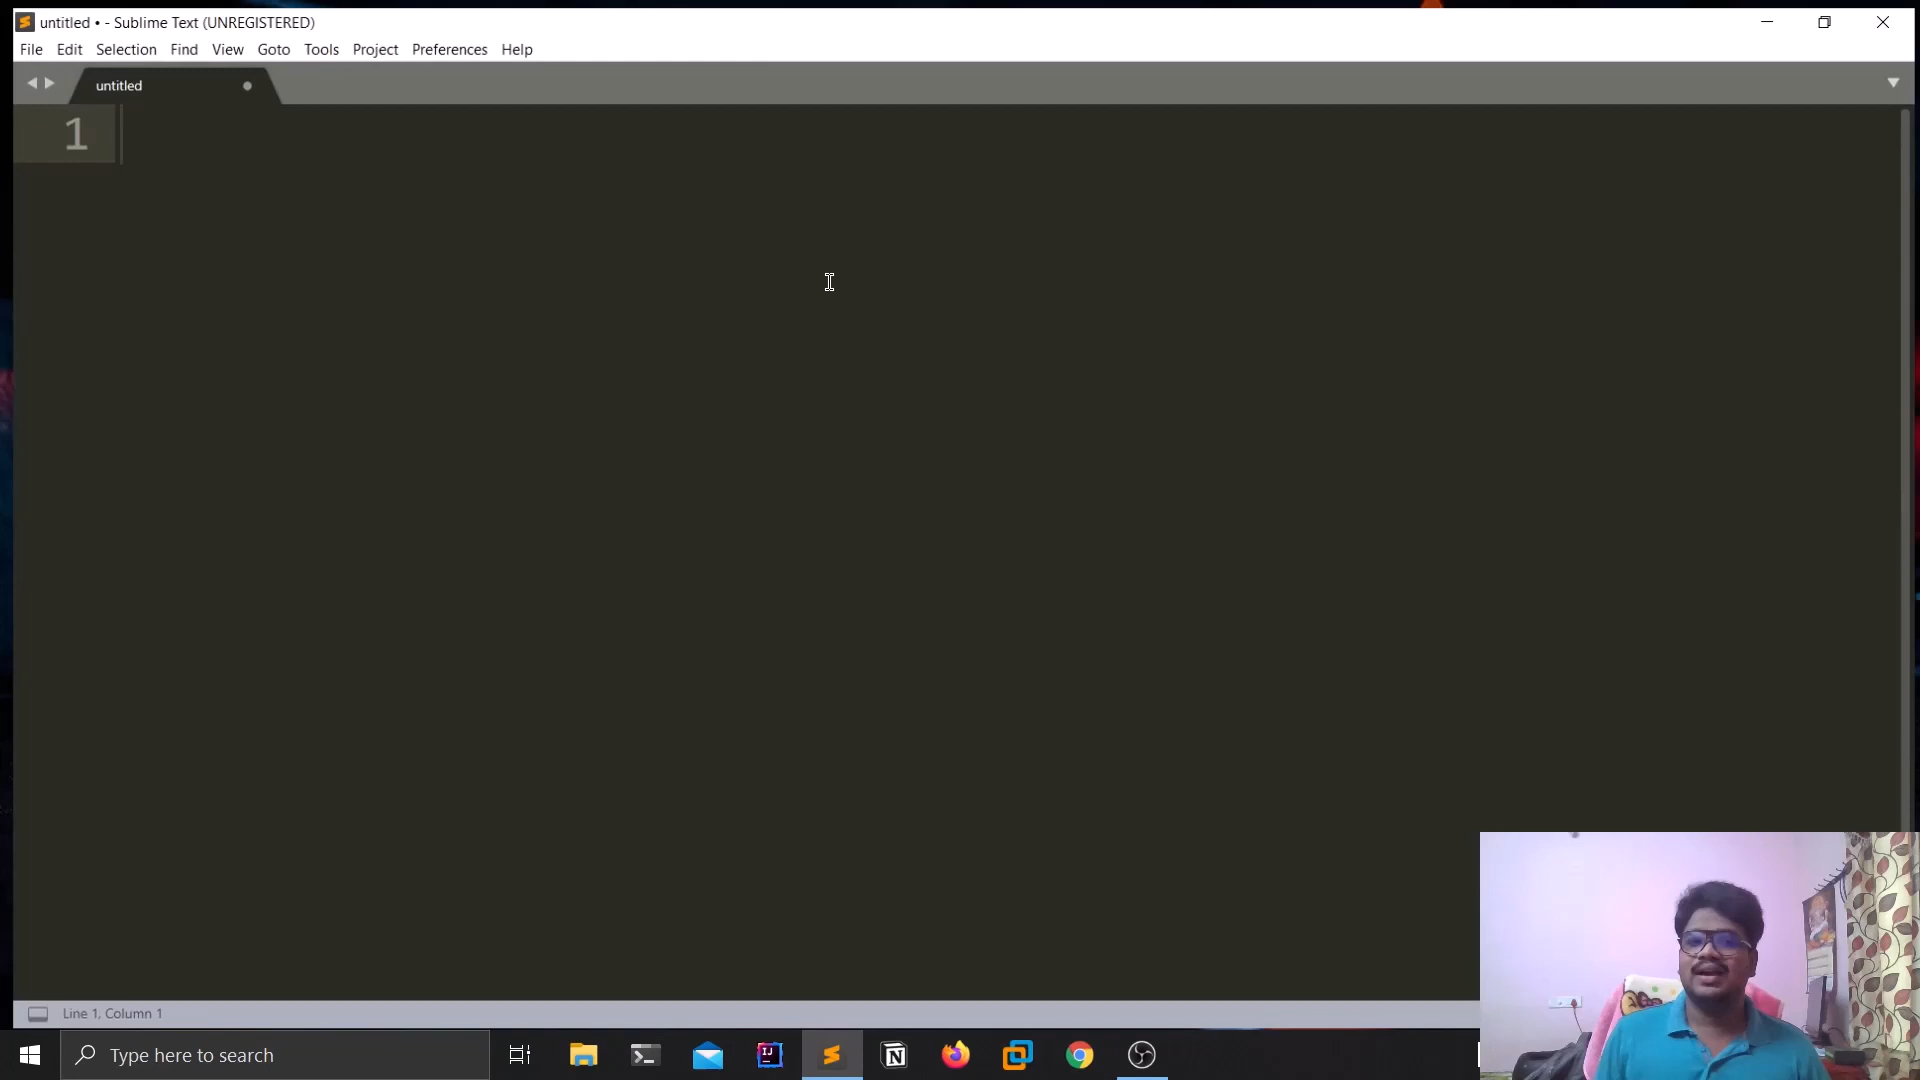 untitled • - Sublime Text (UNREGISTERED)
File Edit Selection Find View Goto Tools Project Preferences Help
untitled
1
Line 1, Column 1
Type here to search